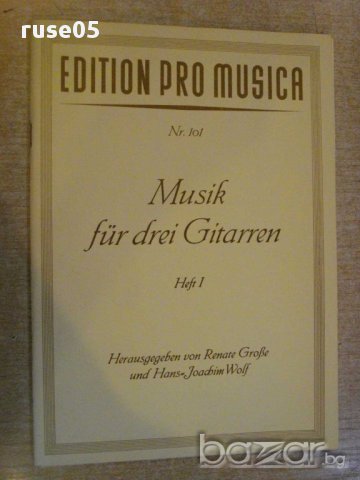 ruse05
EDITION PRO MUSICA
Nr. 101
Musik
für drei Gitarren
Heft I
Herausgegeben von Renate Große
und Hans-Joachim Wolf
bazar.bg